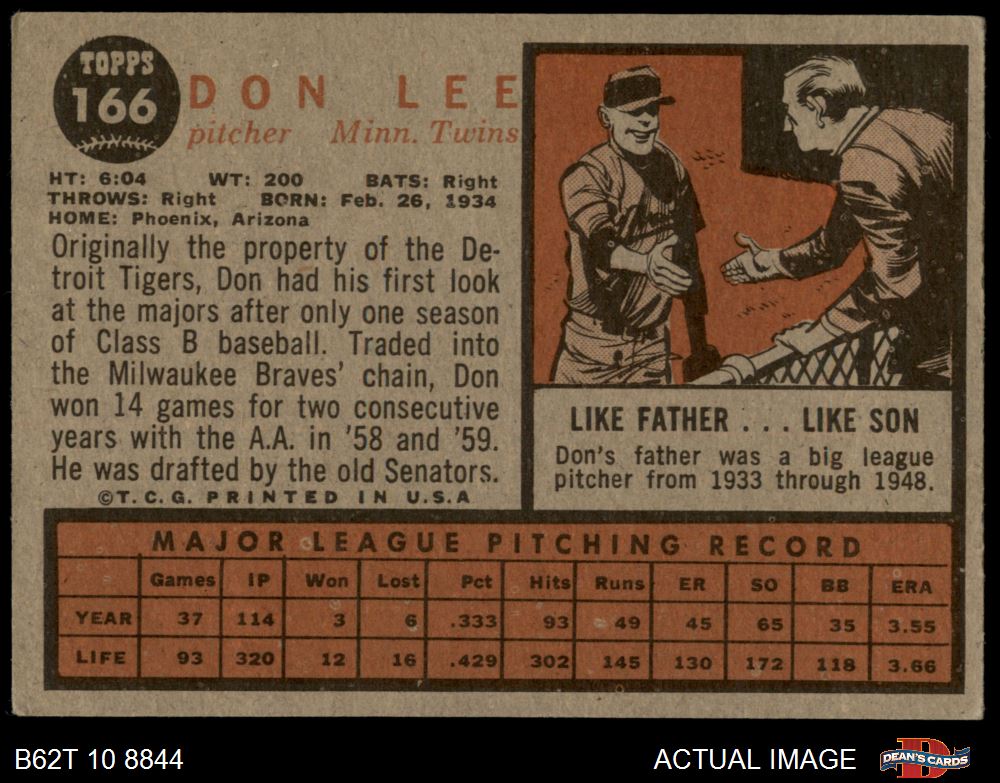 TOPPS
166
DON LEE
pitcher Minn. Twins
HT: 6:04 WT: 200 BATS: Right
THROWS: Right BORN: Feb. 26, 1934
HOME: Phoenix, Arizona
Originally the property of the De-
troit Tigers, Don had his first look
at the majors after only one season
of Class B baseball. Traded into
the Milwaukee Braves' chain, Don
won 14 games for two consecutive
years with the A.A. in '58 and '59.
He was drafted by the old Senators.
©T.C.G. PRINTED IN U.S.A
LIKE FATHER . . . LIKE SON
Don's father was a big league
pitcher from 1933 through 1948.
MAJOR LEAGUE PITCHING RECORD
Games IP Won Lost Pct Hits Runs ER SO BB ERA
YEAR 37 114 3 6 .333 93 49 45 65 35 3.55
LIFE 93 320 12 16 .429 302 145 130 172 118 3.66
B62T 10 8844
ACTUAL IMAGE
DEAN'S CARDS